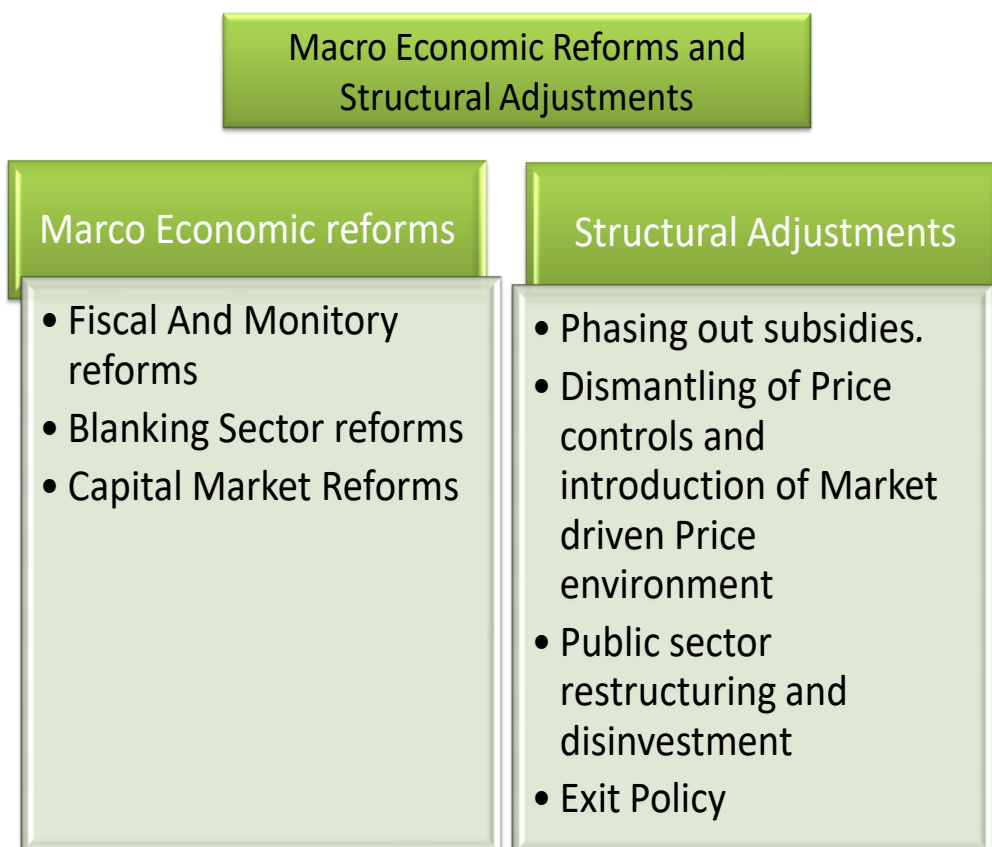 Macro Economic Reforms and
Structural Adjustments
Marco Economic reforms
• Fiscal And Monitory
reforms
• Blanking Sector reforms
• Capital Market Reforms
Structural Adjustments
• Phasing out subsidies.
• Dismantling of Price
controls and
introduction of Market
driven Price
environment
• Public sector
restructuring and
disinvestment
• Exit Policy